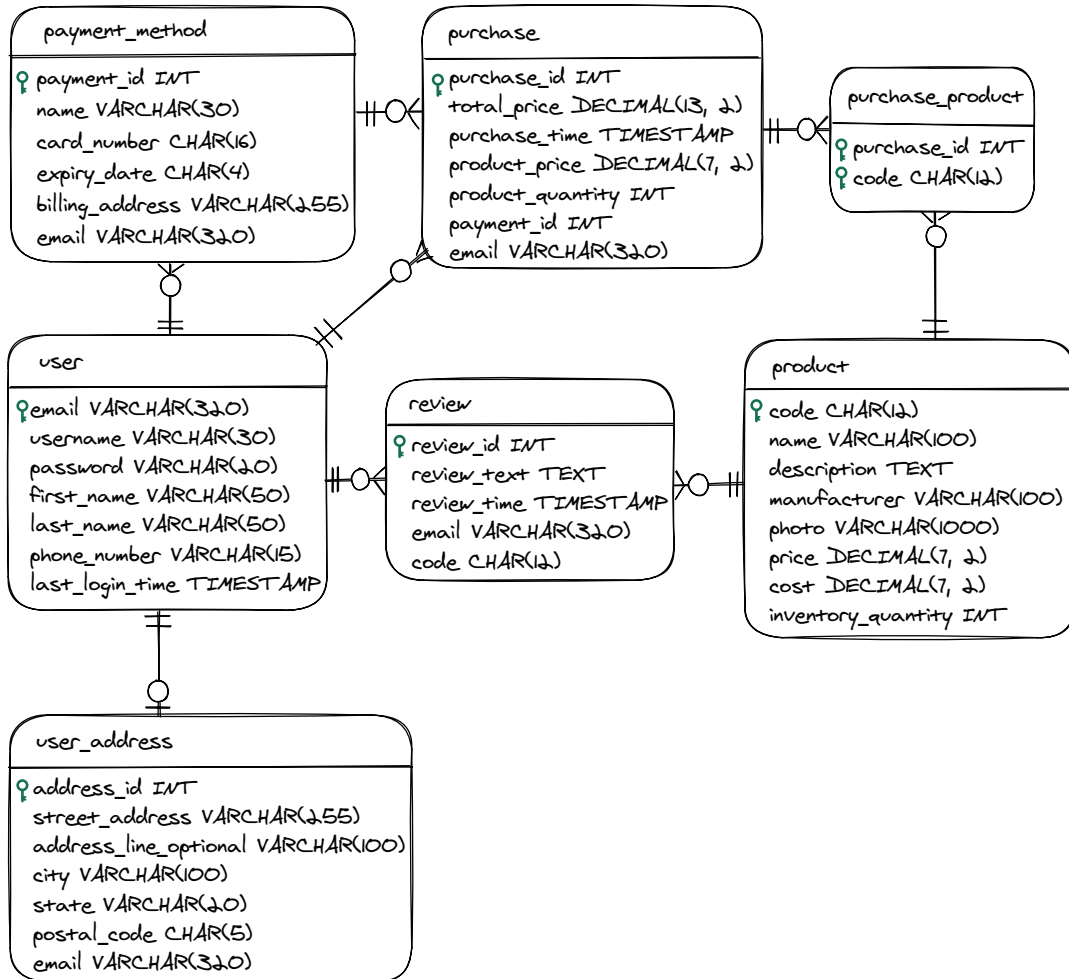 payment_method
payment_id INT
name VARCHAR(30)
card_number CHAR(16)
expiry_date CHAR(4)
billing_address VARCHAR(255)
email VARCHAR(320)
purchase
purchase_id INT
total_price DECIMAL(13, 2)
purchase_time TIMESTAMP
product_price DECIMAL(7, 2)
product_quantity INT
payment_id INT
email VARCHAR(320)
purchase_product
purchase_id INT
code CHAR(12)
user
email VARCHAR(320)
username VARCHAR(30)
password VARCHAR(20)
first_name VARCHAR(50)
last_name VARCHAR(50)
phone_number VARCHAR(15)
last_login_time TIMESTAMP
review
review_id INT
review_text TEXT
review_time TIMESTAMP
email VARCHAR(320)
code CHAR(12)
product
code CHAR(12)
name VARCHAR(100)
description TEXT
manufacturer VARCHAR(100)
photo VARCHAR(1000)
price DECIMAL(7, 2)
cost DECIMAL(7, 2)
inventory_quantity INT
user_address
address_id INT
street_address VARCHAR(255)
address_line_optional VARCHAR(100)
city VARCHAR(100)
state VARCHAR(20)
postal_code CHAR(5)
email VARCHAR(320)